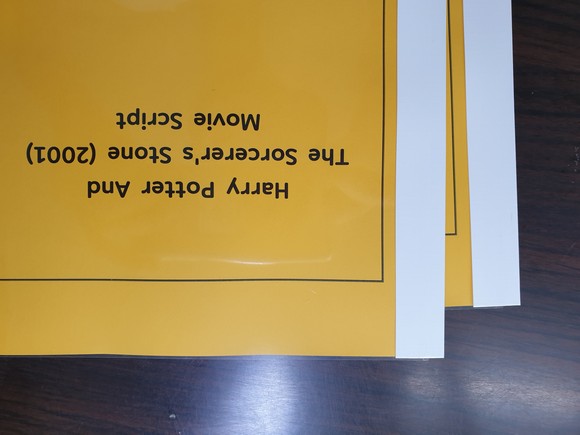 Harry Potter And
The Sorcerer's Stone (2001)
Movie Script